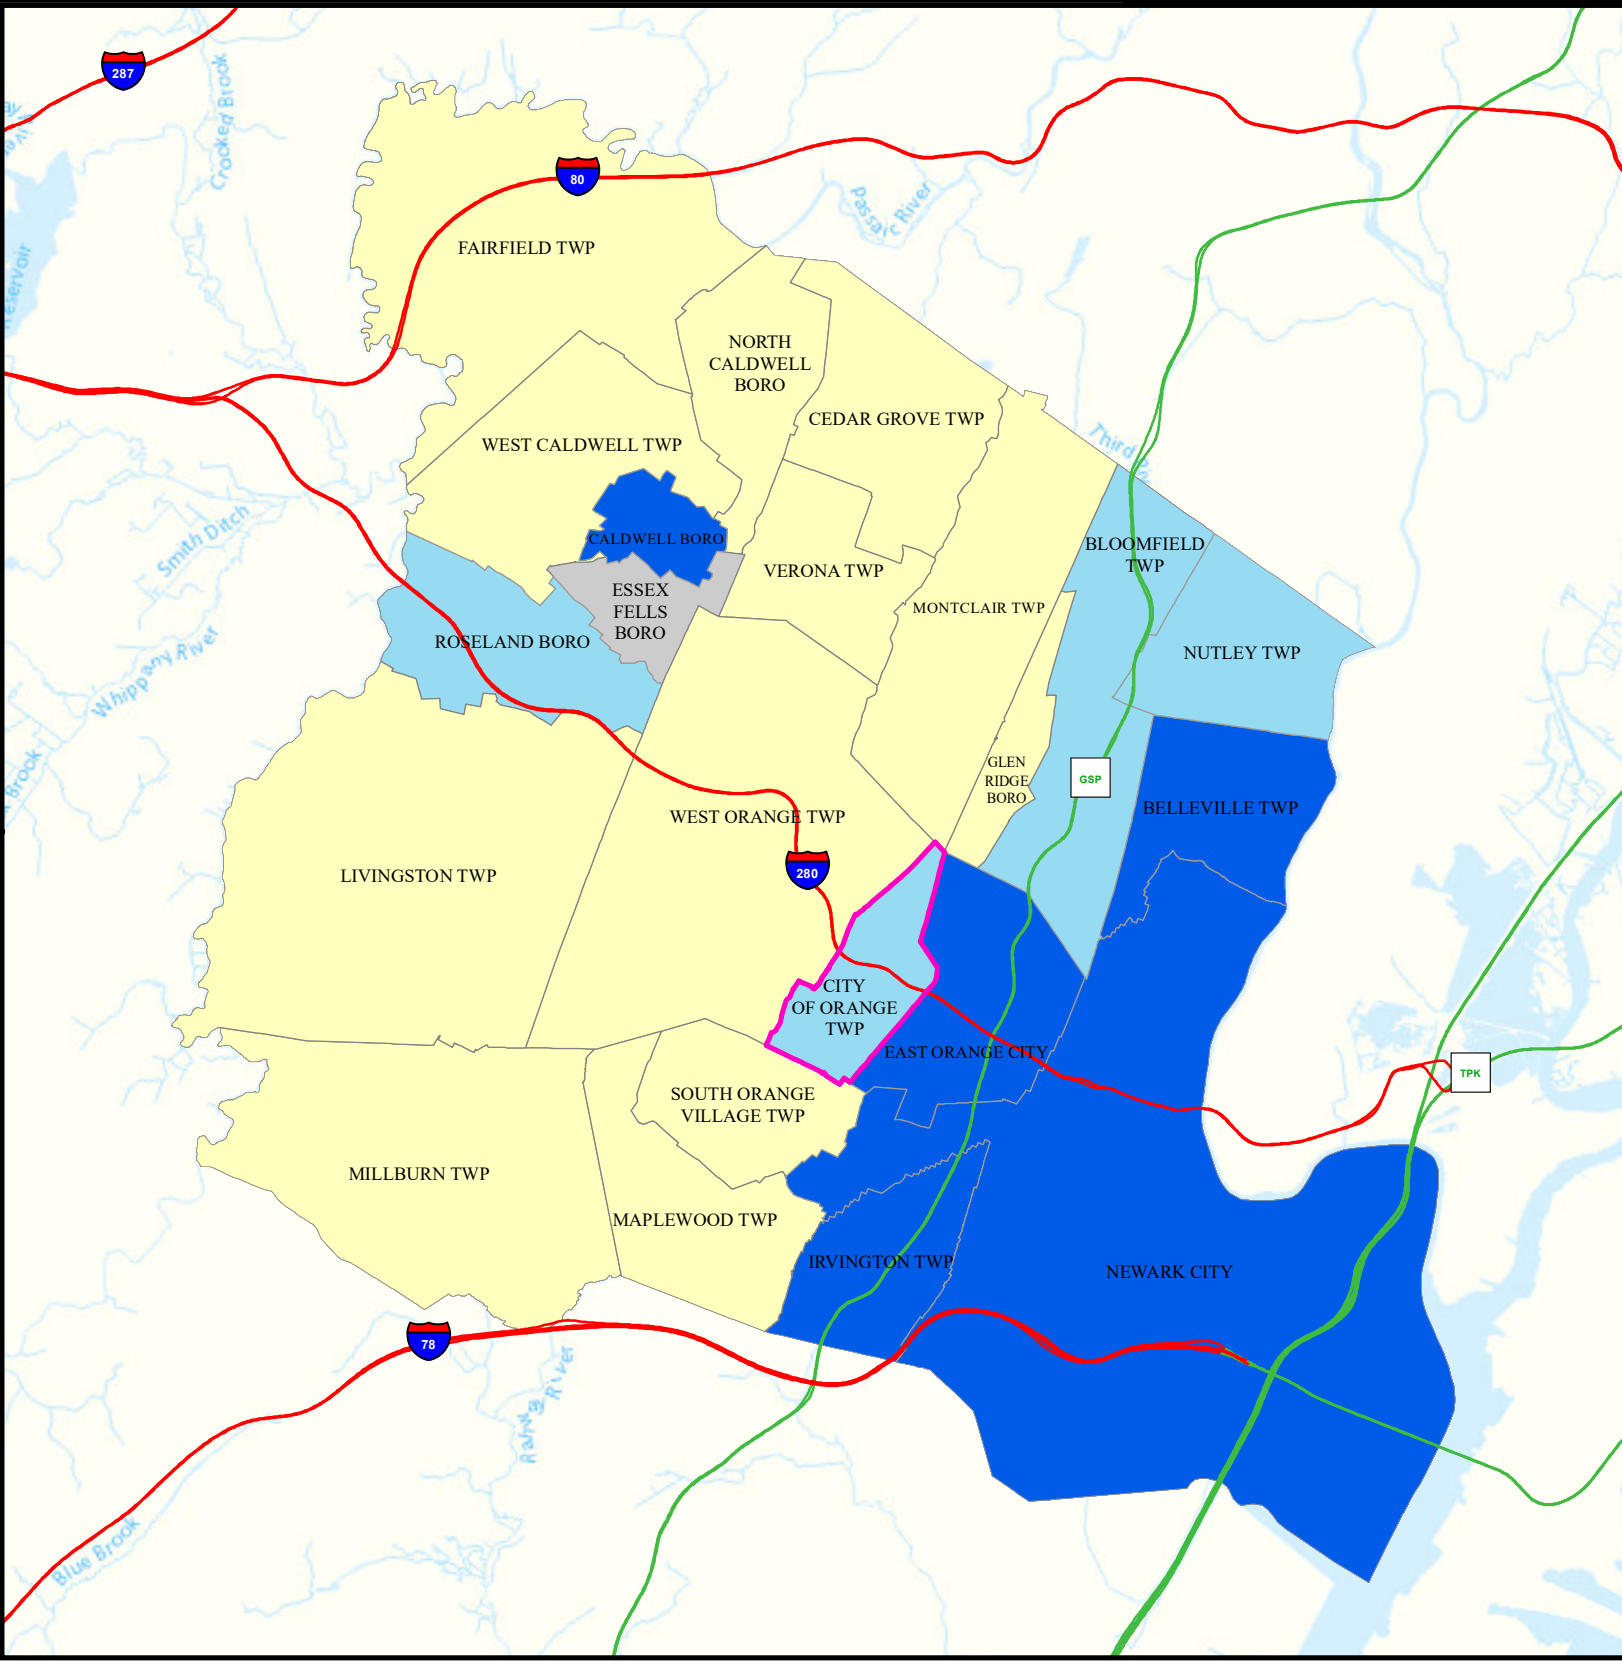 287
Crooked Brook
80
Passaic River
FAIRFIELD TWP
Reservoir
NORTH
CALDWELL
BORO
CEDAR GROVE TWP
WEST CALDWELL TWP
Third
Smith Ditch
CALDWELL BORO
BLOOMFIELD
TWP
VERONA TWP
ESSEX
FELLS
BORO
MONTCLAIR TWP
ROSELAND BORO
NUTLEY TWP
Whippany River
Brook
GLEN
RIDGE
BORO
GSP
BELLEVILLE TWP
WEST ORANGE TWP
280
LIVINGSTON TWP
CITY
OF ORANGE
TWP
EAST ORANGE CITY
TPK
SOUTH ORANGE
VILLAGE TWP
MILLBURN TWP
MAPLEWOOD TWP
IRVINGTON TWP
NEWARK CITY
78
River
Blue Brook